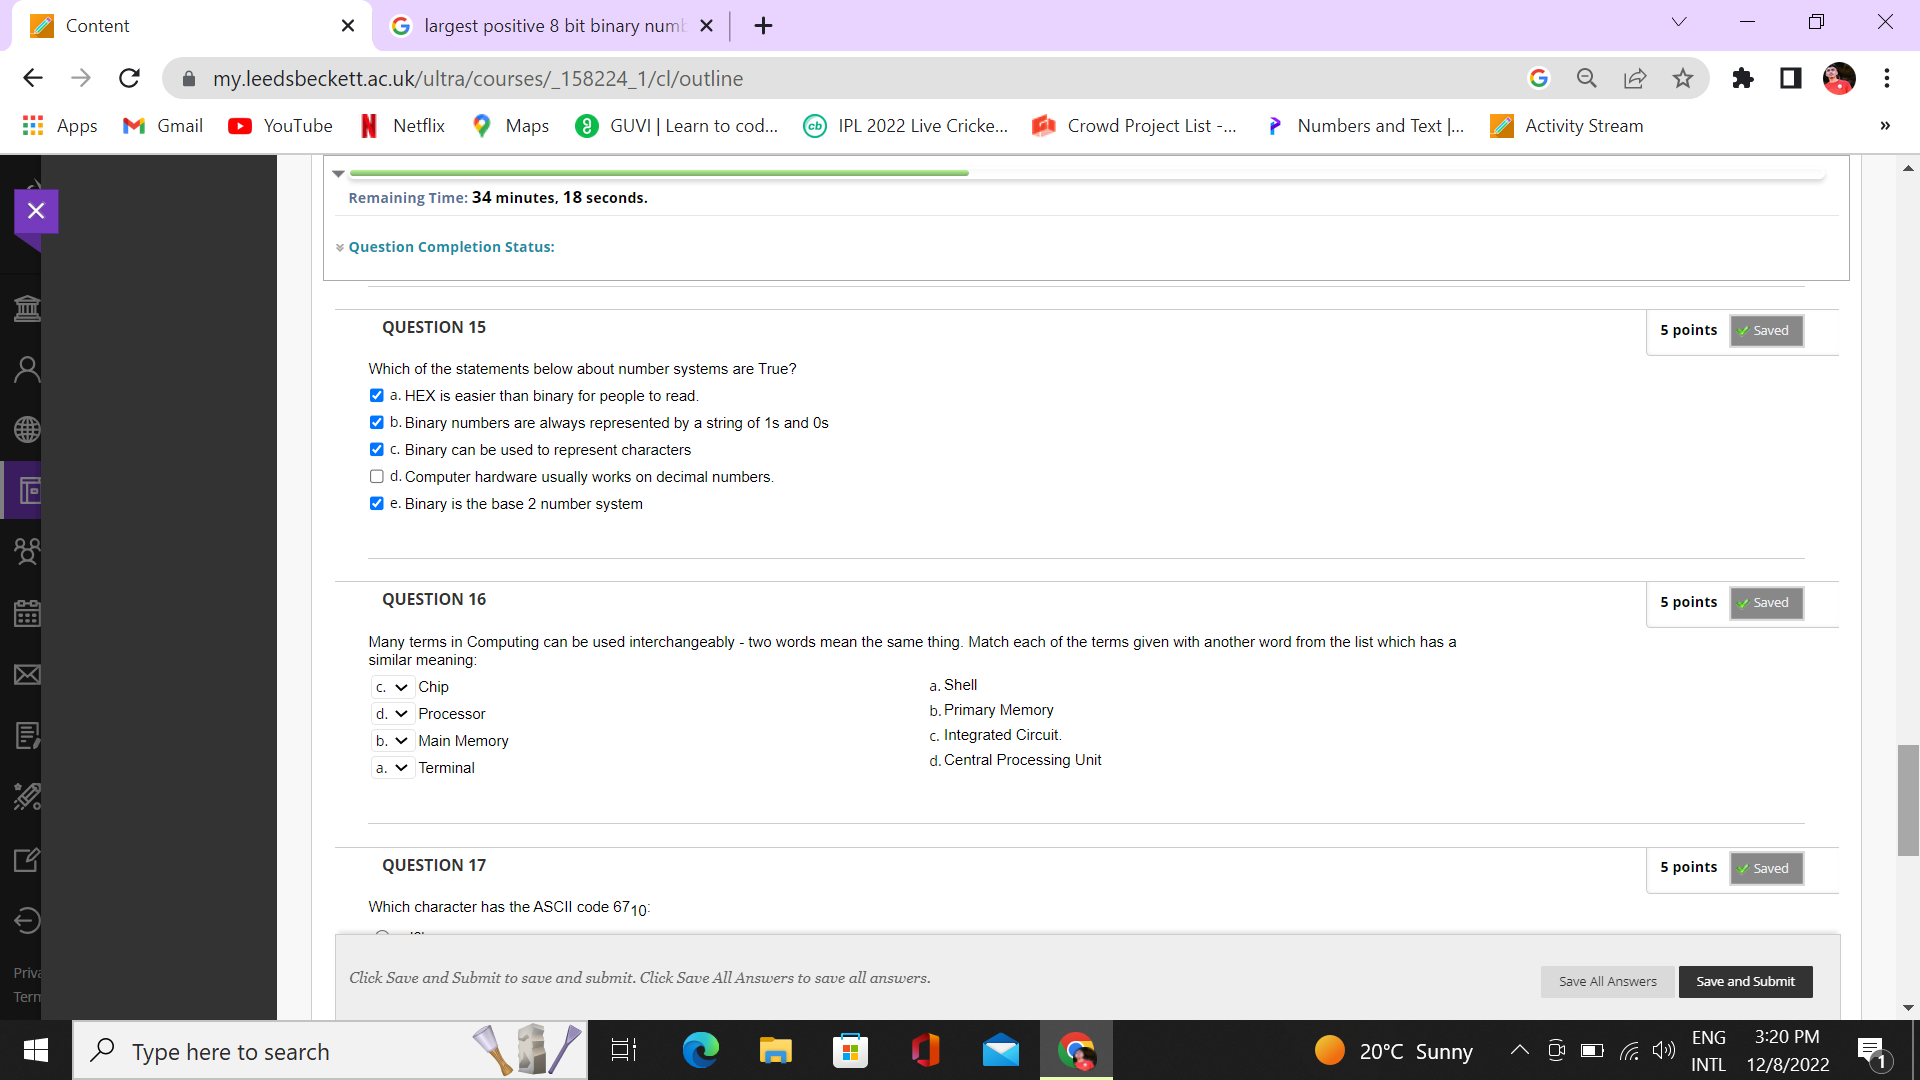 Content
largest positive 8 bit binary numb
my.leedsbeckett.ac.uk/ultra/courses/_158224_1/cl/outline
Apps
Gmail
YouTube
Netflix
Maps
GUVI | Learn to cod...
IPL 2022 Live Cricke...
Crowd Project List -...
Numbers and Text |...
Activity Stream
»
Remaining Time: 34 minutes, 18 seconds.
Question Completion Status:
QUESTION 15
5 points
Saved
Which of the statements below about number systems are True?
a. HEX is easier than binary for people to read.
b. Binary numbers are always represented by a string of 1s and 0s
c. Binary can be used to represent characters
d. Computer hardware usually works on decimal numbers.
e. Binary is the base 2 number system
QUESTION 16
5 points
Saved
Many terms in Computing can be used interchangeably - two words mean the same thing. Match each of the terms given with another word from the list which has a
similar meaning:
c. Chip
d. Processor
b. Main Memory
a. Terminal
a. Shell
b. Primary Memory
c. Integrated Circuit.
d. Central Processing Unit
QUESTION 17
5 points
Saved
Which character has the ASCII code 67₁₀:
Click Save and Submit to save and submit. Click Save All Answers to save all answers.
Save All Answers
Save and Submit
Priva
Tern
Type here to search
20°C Sunny
ENG
INTL
3:20 PM
12/8/2022
1